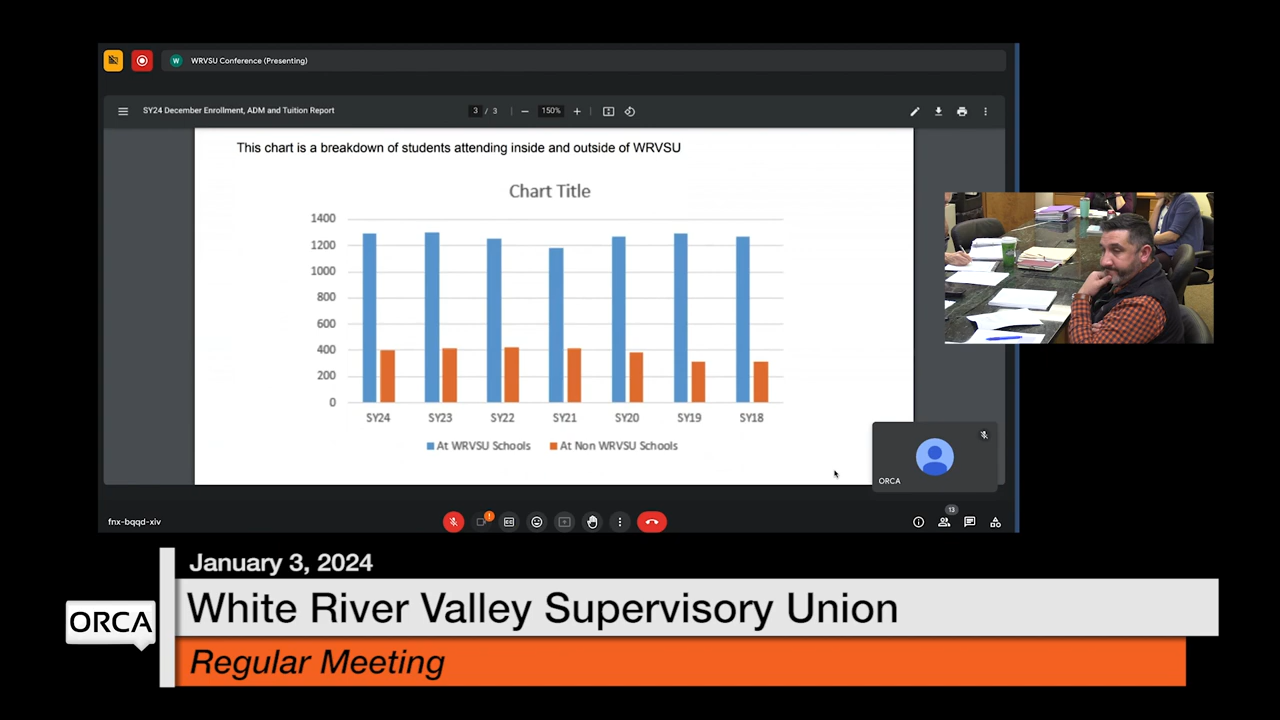 W WRVSU Conference (Presenting)
SY24 December Enrollment, ADM and Tuition Report 3 / 3 150%
This chart is a breakdown of students attending inside and outside of WRVSU
Chart Title
1400
1200
1000
800
600
400
200
0
SY24 SY23 SY22 SY21 SY20 SY19 SY18
At WRVSU Schools At Non WRVSU Schools
ORCA
fnx-bqqd-xiv
13
January 3, 2024
White River Valley Supervisory Union
ORCA
Regular Meeting